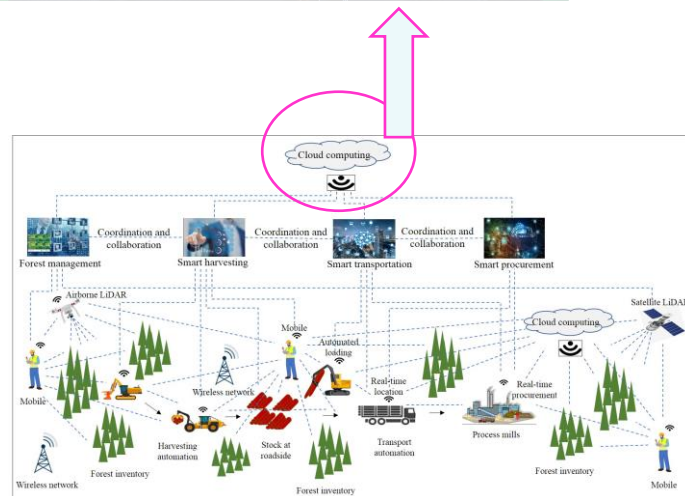 Cloud computing
Coordination and
collaboration
Coordination and
collaboration
Coordination and
collaboration
Forest management
Smart harvesting
Smart transportation
Smart procurement
Airborne LiDAR
Satellite LiDAR
Mobile
Automated
loading
Cloud computing
Mobile
Wireless network
Real-time
location
Real-time
procurement
Harvesting
automation
Stock at
roadside
Transport
automation
Process mills
Forest inventory
Wireless network
Forest inventory
Forest inventory
Mobile